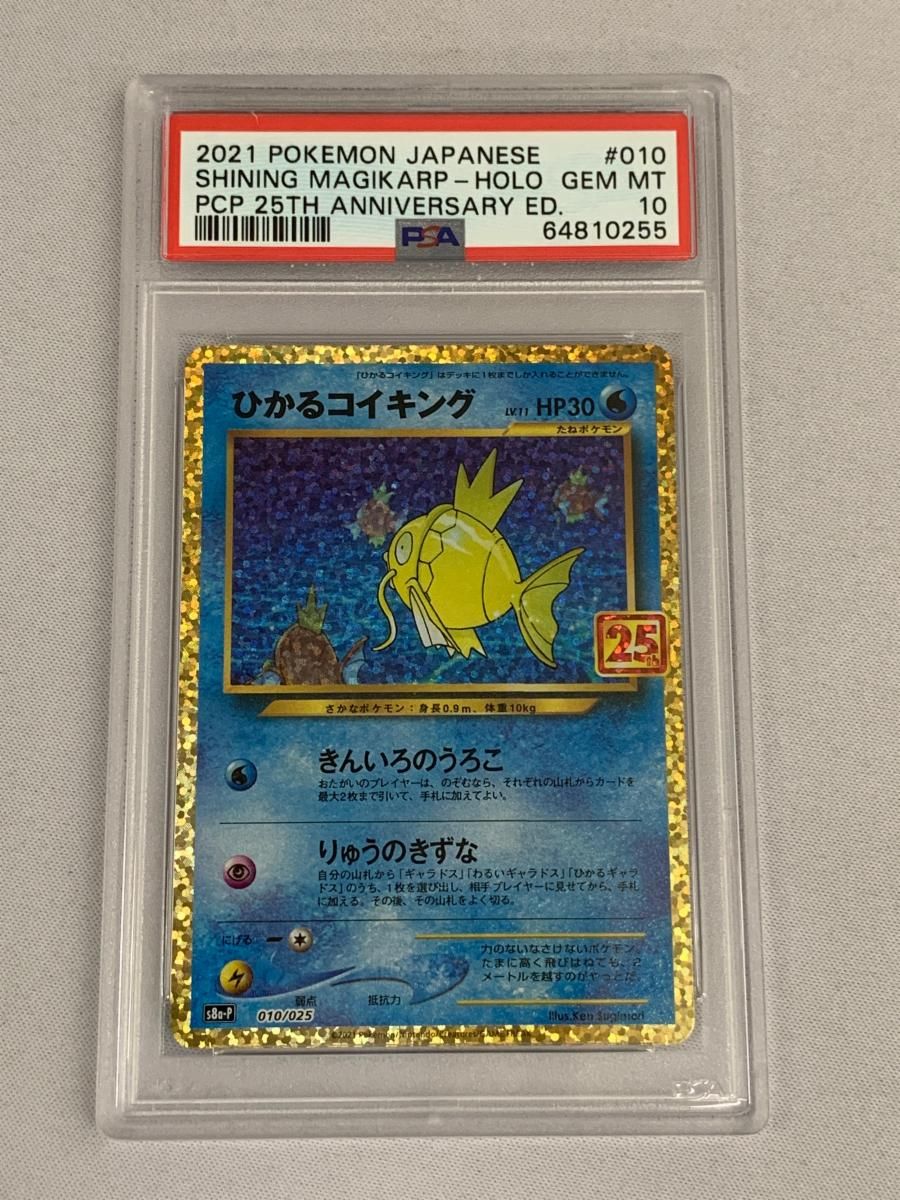 2021 POKEMON JAPANESE #010
SHINING MAGIKARP-HOLO GEM MT
PCP 25TH ANNIVERSARY ED. 10
PSA 64810255
「ひかるコイキング」はデッキに1枚までしか入れることができません。
ひかるコイキング LV.11 HP30
たねポケモン
25th
さかなポケモン：身長0.9m、体重10kg
きんいろのうろこ
おたがいのプレイヤーは、のぞむなら、それぞれの山札からカードを
最大2枚まで引いて、手札に加えてよい。
りゅうのきずな
自分の山札から「ギャラドス」「わるいギャラドス」「ひかるギャラ
ドス」のうち、1枚を選び出し、相手プレイヤーに見せてから、手札
に加える。その後、その山札をよく切る。
にげる
力のないなさけないポケモン。
たまに高く飛びはねても、2
メートルを越すのがやっとだ。
弱点 抵抗力
s8a-P 010/025 Illus.Ken Sugimori
©2021 Pokémon/Nintendo/Creatures/GAME FREAK
PSA